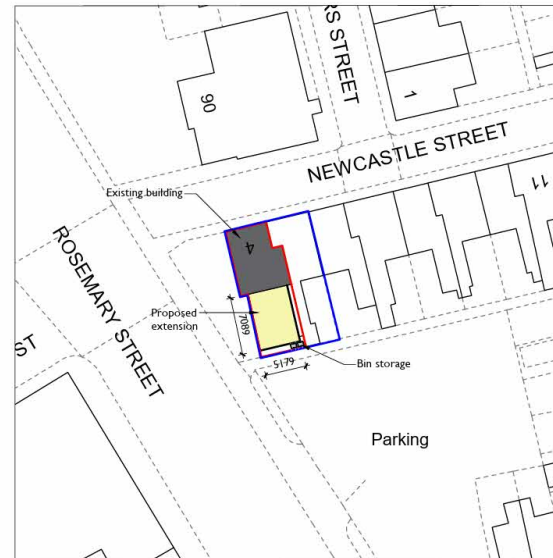 RS STREET
90
1
NEWCASTLE STREET
11
Existing building
4
ROSEMARY STREET
Proposed
extension
7089
5179
ST
Bin storage
Parking